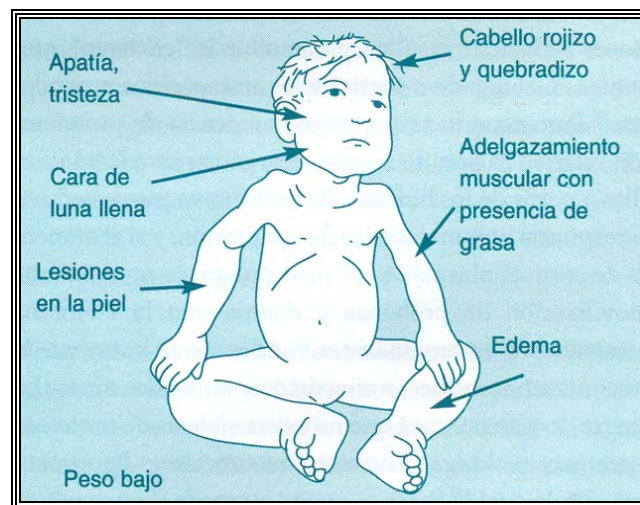 Apatía,
tristeza
Cara de
luna llena
Lesiones
en la piel
Peso bajo
Cabello rojizo
y quebradizo
Adelgazamiento
muscular con
presencia de
grasa
Edema